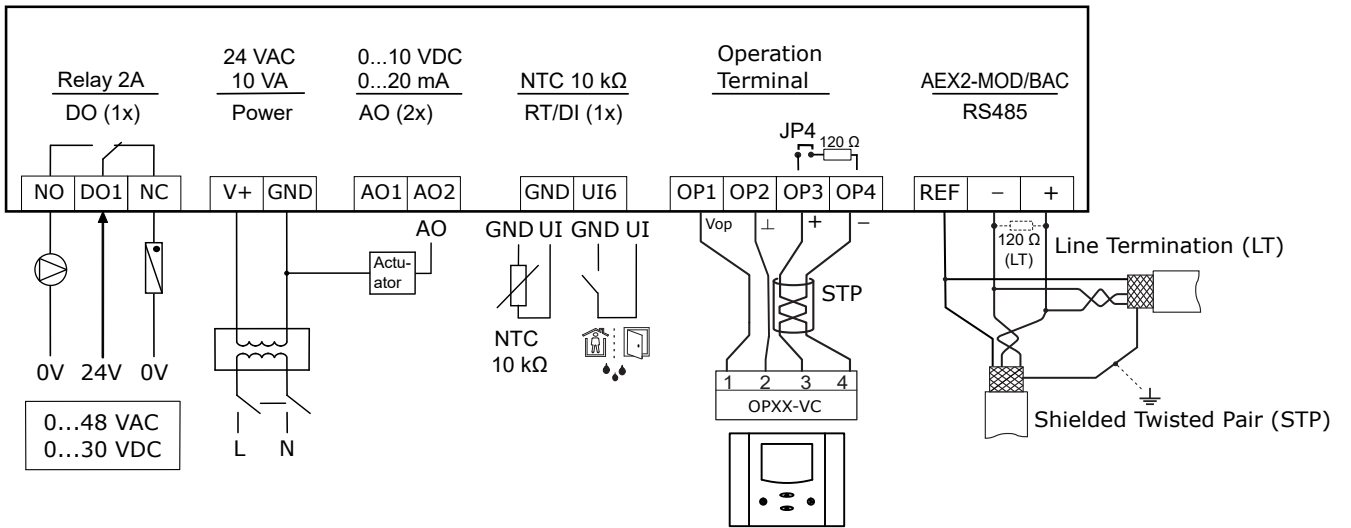 Relay 2A
DO (1x)
24 VAC
10 VA
Power
0...10 VDC
0...20 mA
AO (2x)
NTC 10 kΩ
RT/DI (1x)
Operation
Terminal
JP4
120 Ω
AEX2-MOD/BAC
RS485
NO DO1 NC
V+ GND
AO1 AO2
GND UI6
OP1 OP2 OP3 OP4
REF − +
Vop ⊥ + −
AO
Actu-
ator
GND UI GND UI
NTC
10 kΩ
STP
120 Ω
(LT)
Line Termination (LT)
0V 24V 0V
0...48 VAC
0...30 VDC
L N
1 2 3 4
OPXX-VC
Shielded Twisted Pair (STP)